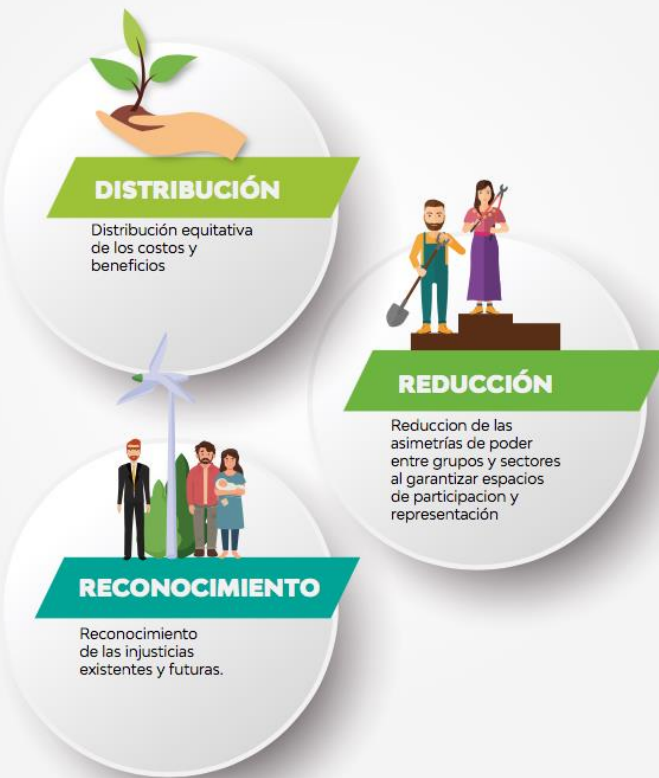 DISTRIBUCIÓN
Distribución equitativa
de los costos y
beneficios
REDUCCIÓN
Reduccion de las
asimetrías de poder
entre grupos y sectores
al garantizar espacios
de participacion y
representación
RECONOCIMIENTO
Reconocimiento
de las injusticias
existentes y futuras.